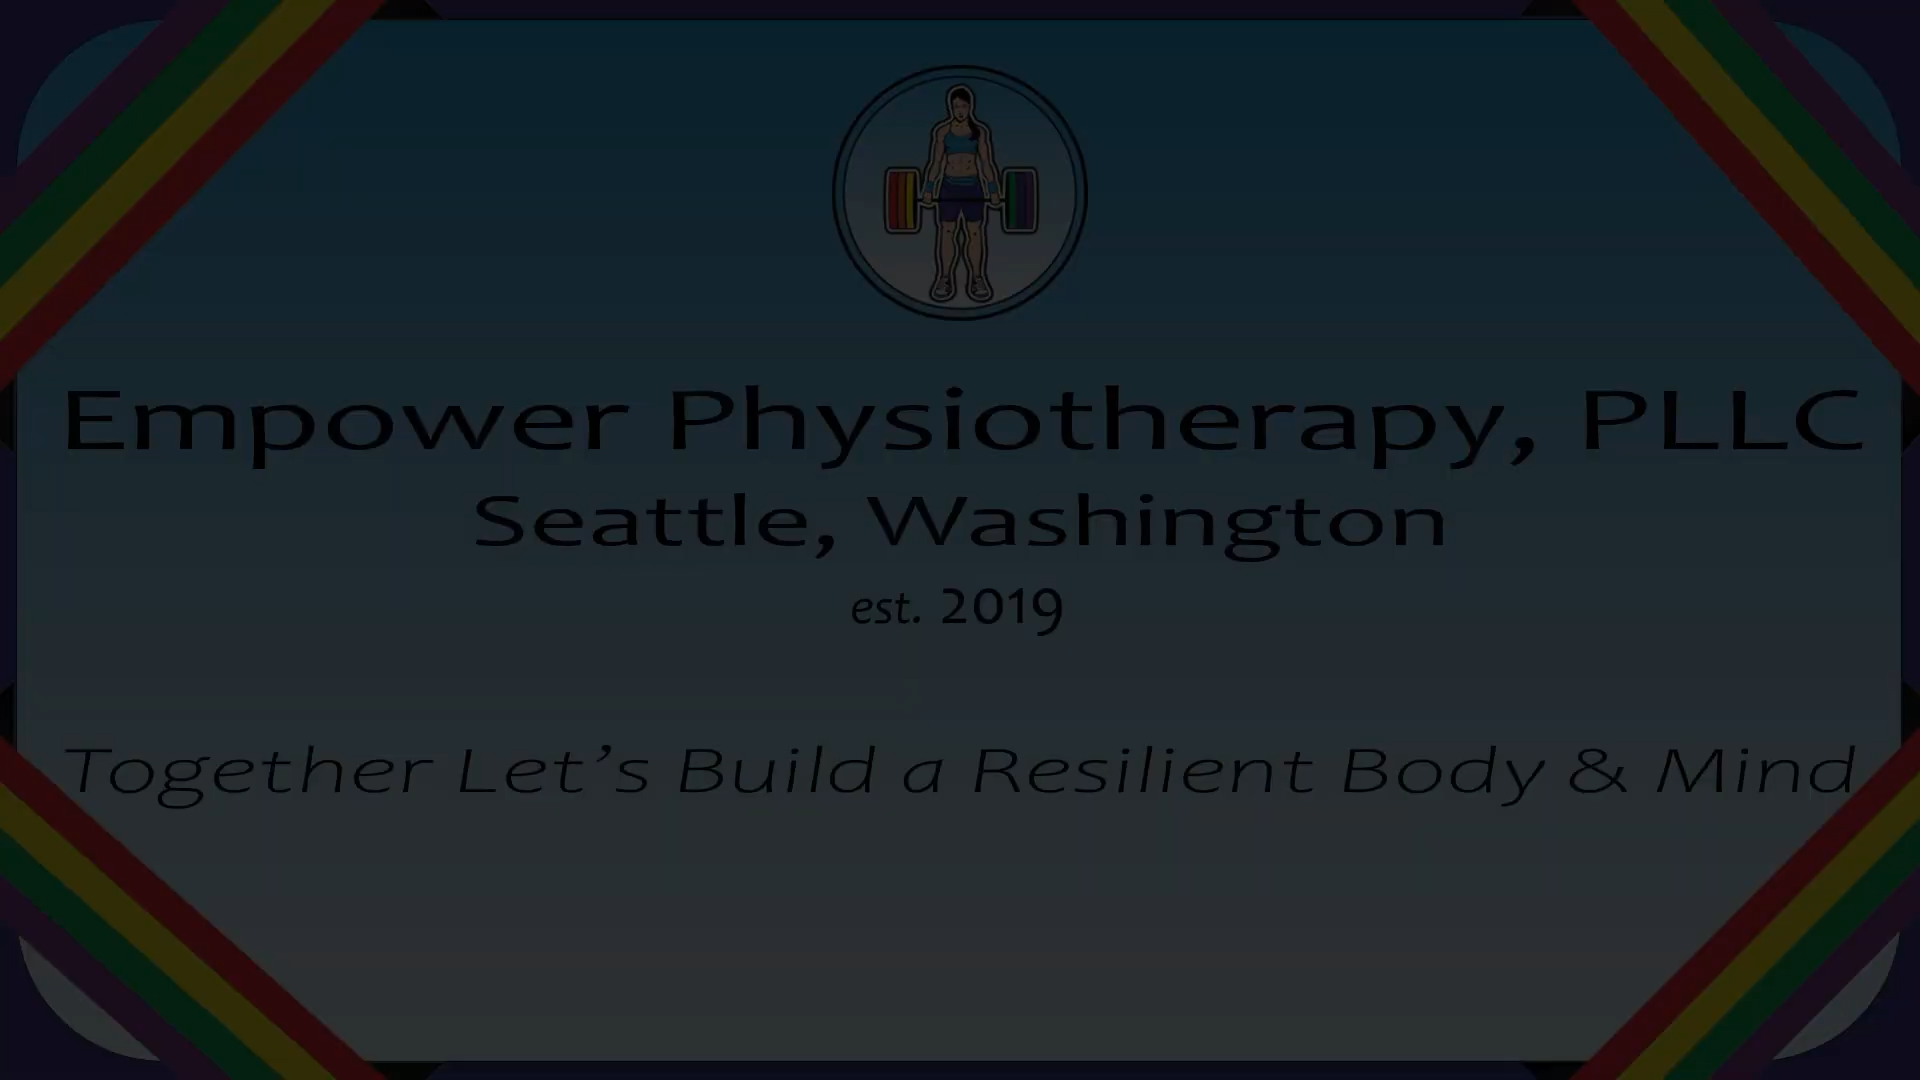 Empower Physiotherapy, PLLC
Seattle, Washington
est. 2019
Together Let’s Build a Resilient Body & Mind